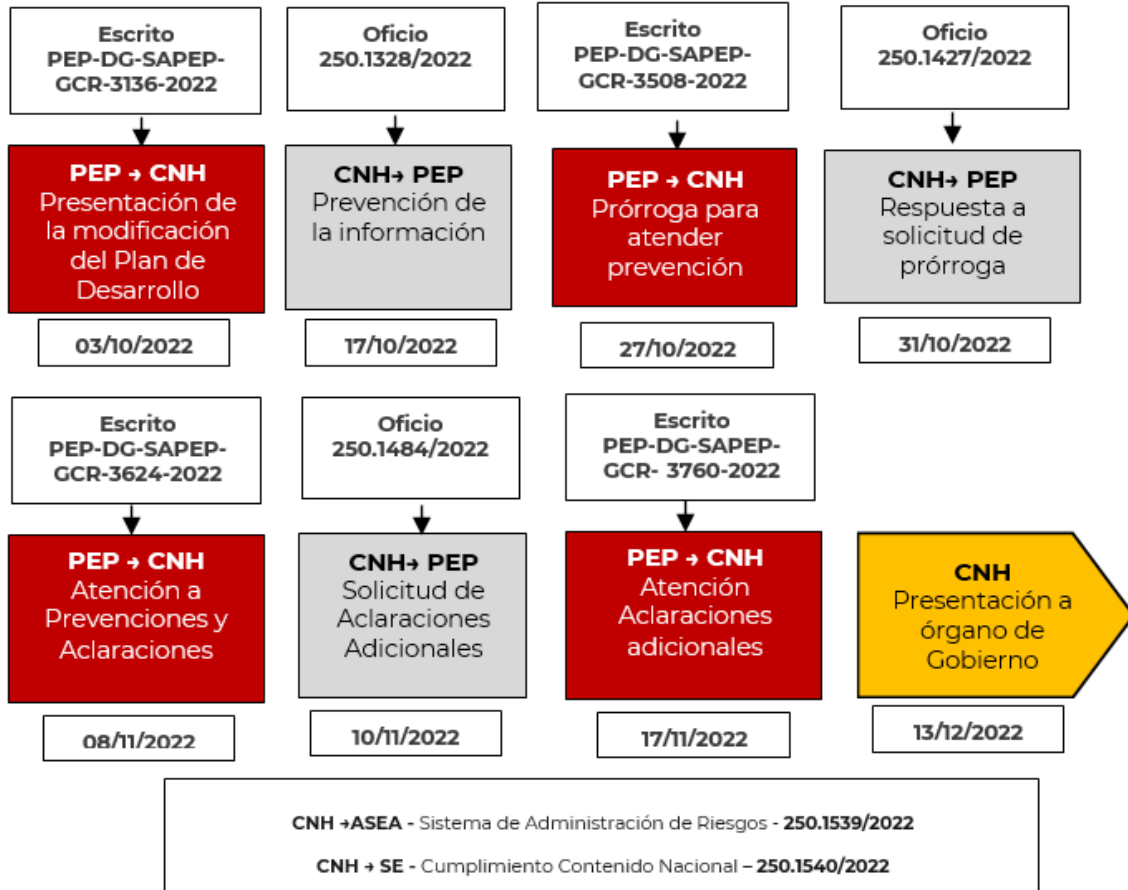 Escrito
PEP-DG-SAPEP-
GCR-3136-2022
Oficio
250.1328/2022
Escrito
PEP-DG-SAPEP-
GCR-3508-2022
Oficio
250.1427/2022
PEP → CNH
Presentación de
la modificación
del Plan de
Desarrollo
CNH→ PEP
Prevención de
la información
PEP → CNH
Prórroga para
atender
prevención
CNH→ PEP
Respuesta a
solicitud de
prórroga
03/10/2022
17/10/2022
27/10/2022
31/10/2022
Escrito
PEP-DG-SAPEP-
GCR-3624-2022
Oficio
250.1484/2022
Escrito
PEP-DG-SAPEP-
GCR- 3760-2022
PEP → CNH
Atención a
Prevenciones y
Aclaraciones
CNH→ PEP
Solicitud de
Aclaraciones
Adicionales
PEP → CNH
Atención
Aclaraciones
adicionales
CNH
Presentación a
órgano de
Gobierno
08/11/2022
10/11/2022
17/11/2022
13/12/2022
CNH →ASEA - Sistema de Administración de Riesgos - 250.1539/2022
CNH → SE - Cumplimiento Contenido Nacional – 250.1540/2022